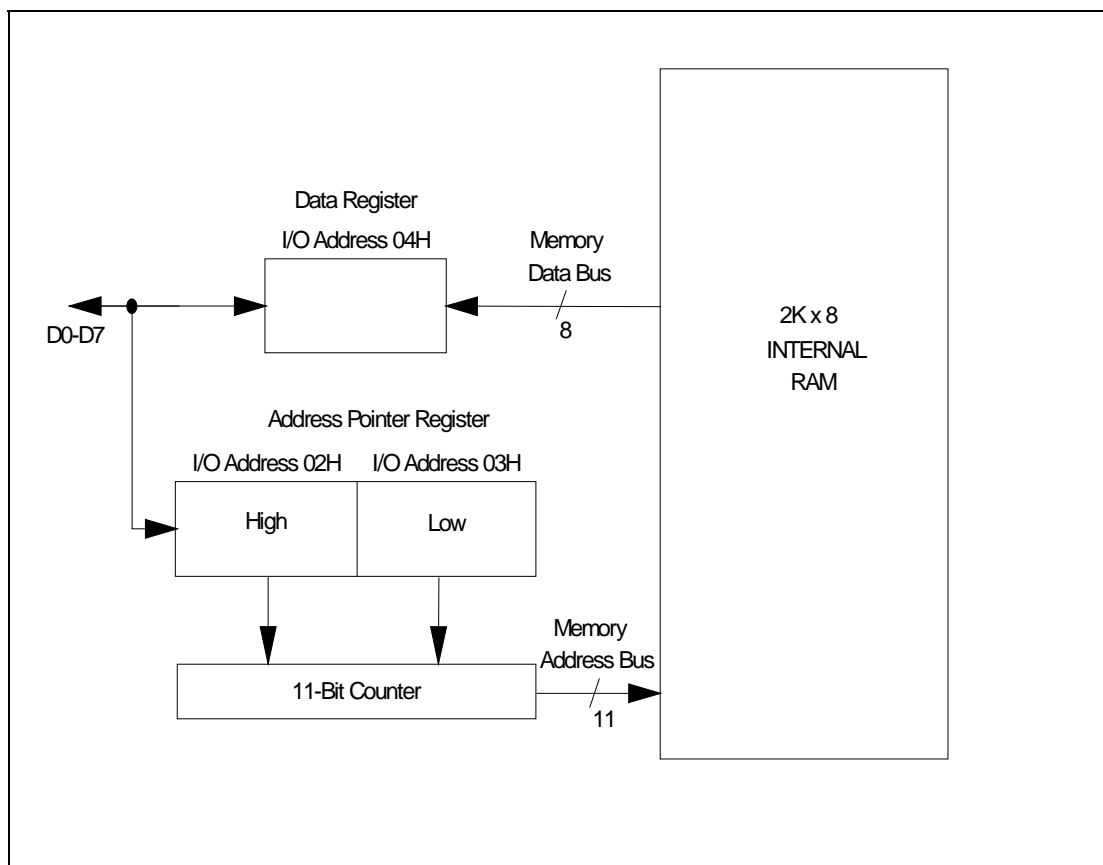 Data Register
I/O Address 04H
Memory
Data Bus
8
D0-D7
2K x 8
INTERNAL
RAM
Address Pointer Register
I/O Address 02H
I/O Address 03H
High
Low
Memory
Address Bus
11
11-Bit Counter